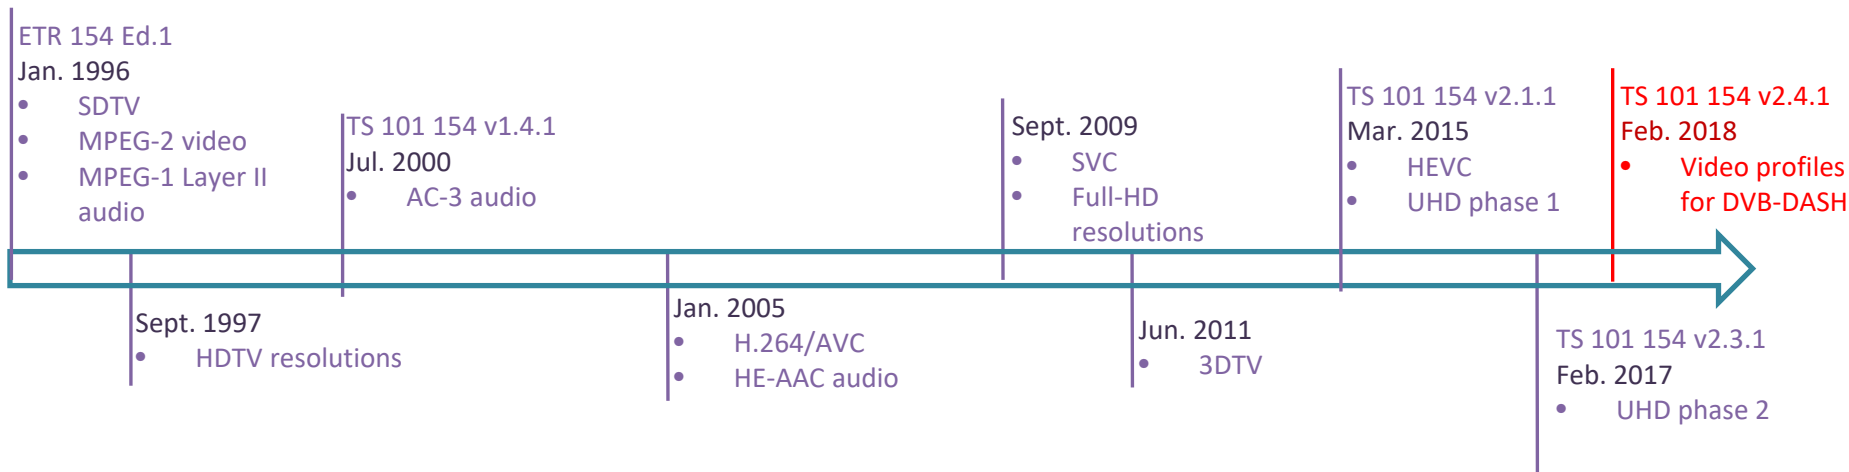 ETR 154 Ed.1
Jan. 1996
• SDTV
• MPEG-2 video
• MPEG-1 Layer II
audio
Sept. 1997
• HDTV resolutions
TS 101 154 v1.4.1
Jul. 2000
• AC-3 audio
Jan. 2005
• H.264/AVC
• HE-AAC audio
Sept. 2009
• SVC
• Full-HD
resolutions
Jun. 2011
• 3DTV
TS 101 154 v2.1.1
Mar. 2015
• HEVC
• UHD phase 1
TS 101 154 v2.3.1
Feb. 2017
• UHD phase 2
TS 101 154 v2.4.1
Feb. 2018
• Video profiles
for DVB-DASH